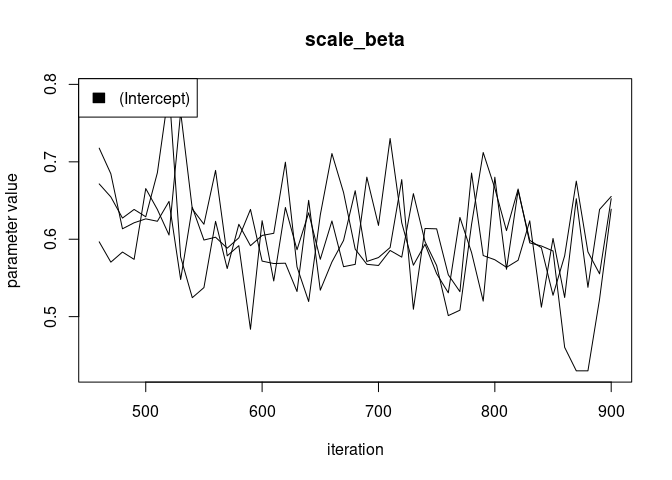 scale_beta
(Intercept)
0.8
0.7
0.6
0.5
parameter value
500 600 700 800 900
iteration